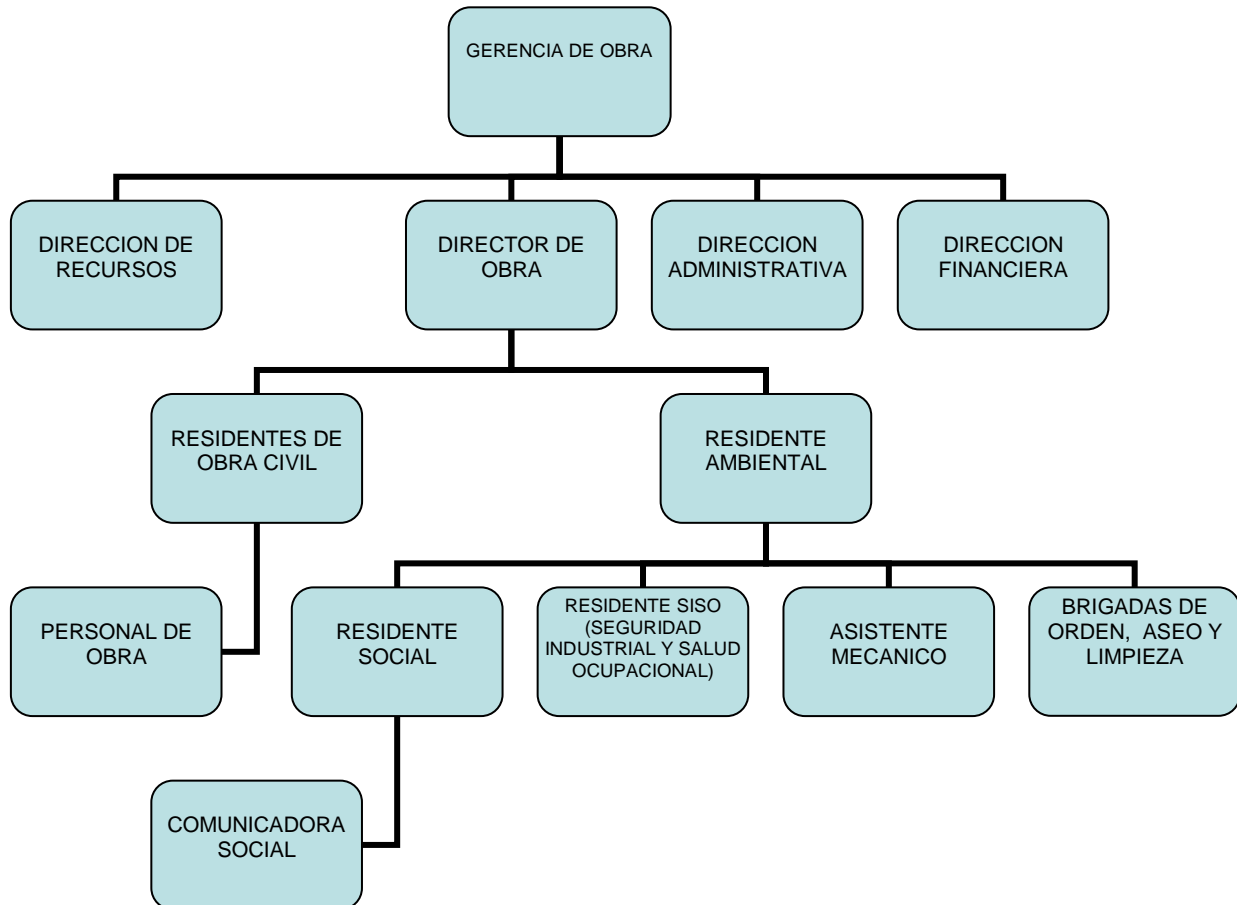 GERENCIA DE OBRA
DIRECCION DE
RECURSOS
DIRECTOR DE
OBRA
DIRECCION
ADMINISTRATIVA
DIRECCION
FINANCIERA
RESIDENTES DE
OBRA CIVIL
RESIDENTE
AMBIENTAL
PERSONAL DE
OBRA
RESIDENTE
SOCIAL
RESIDENTE SISO
(SEGURIDAD
INDUSTRIAL Y SALUD
OCUPACIONAL)
ASISTENTE
MECANICO
BRIGADAS DE
ORDEN, ASEO Y
LIMPIEZA
COMUNICADORA
SOCIAL